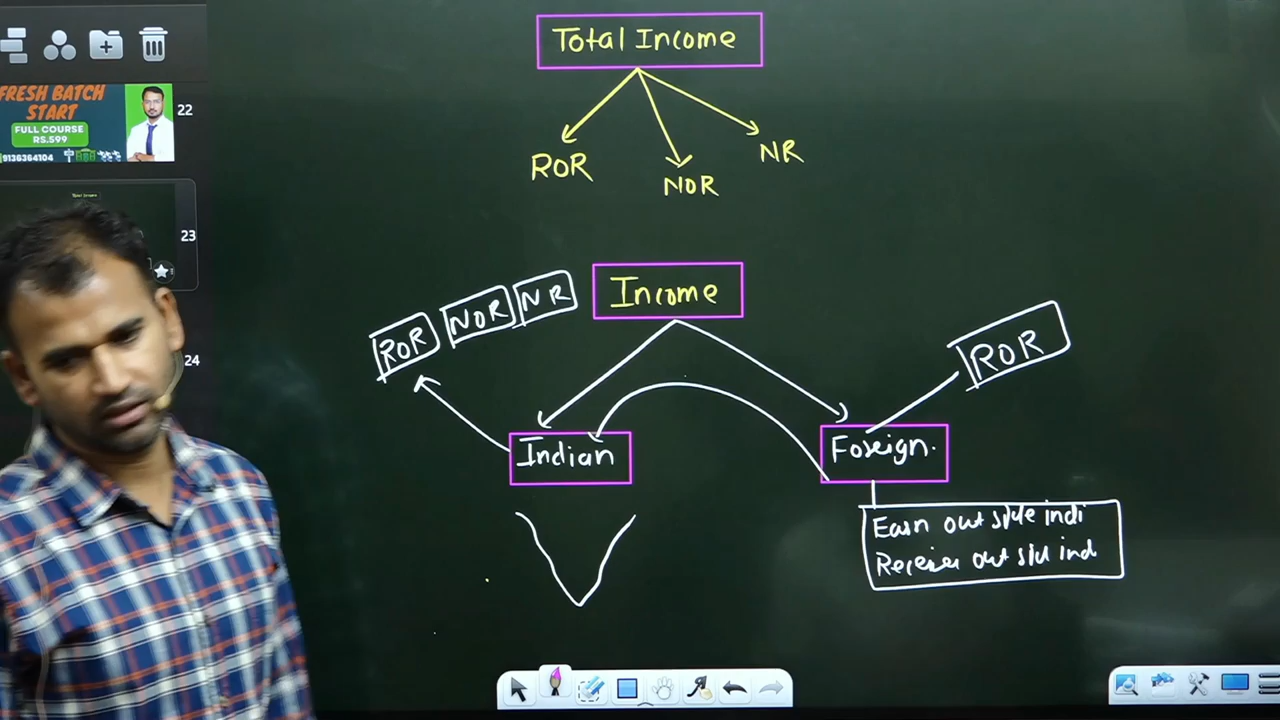 FRESH BATCH
START
FULL COURSE
RS.599
9136364104
22
23
24
Total Income
ROR
NOR
NR
Income
ROR NOR NR
ROR
Indian
Foreign.
Earn out side indi
out sid ind